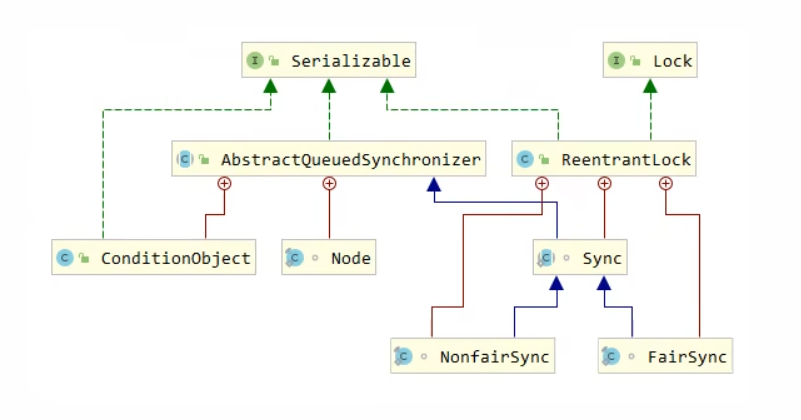 I Serializable
I Lock
C AbstractQueuedSynchronizer
C ReentrantLock
C ConditionObject
C Node
C Sync
C NonfairSync
C FairSync